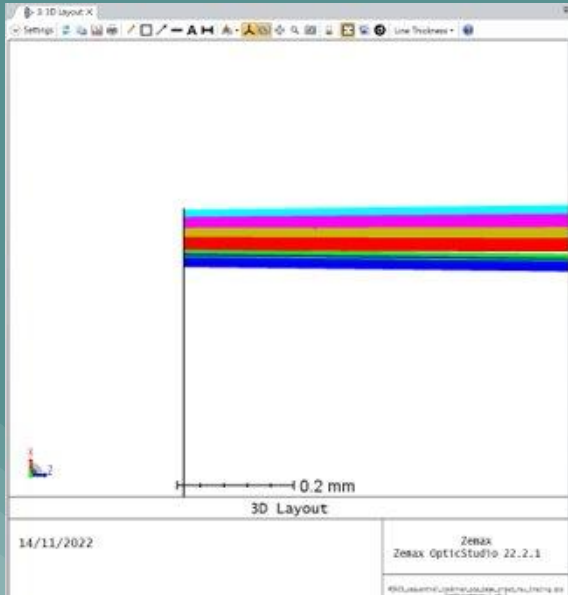 3: 3D Layout
Settings
Line Thickness
X
Z
0.2 mm
3D Layout
14/11/2022
Zemax
Zemax OpticStudio 22.2.1